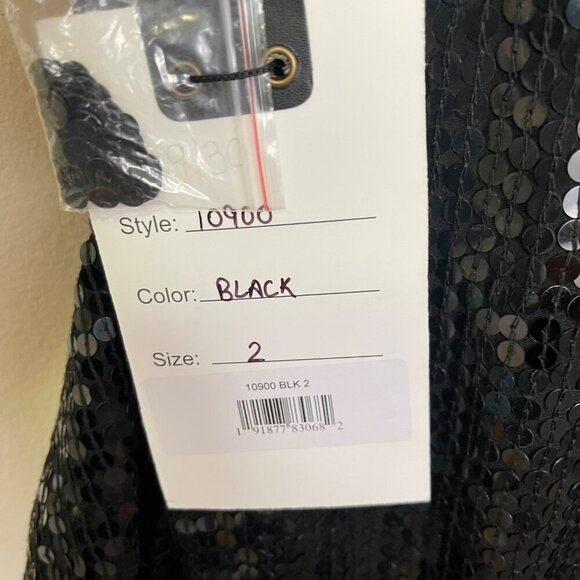 Style: 10900
Color: BLACK
Size: 2
10900 BLK 2
1 91877 83068 2